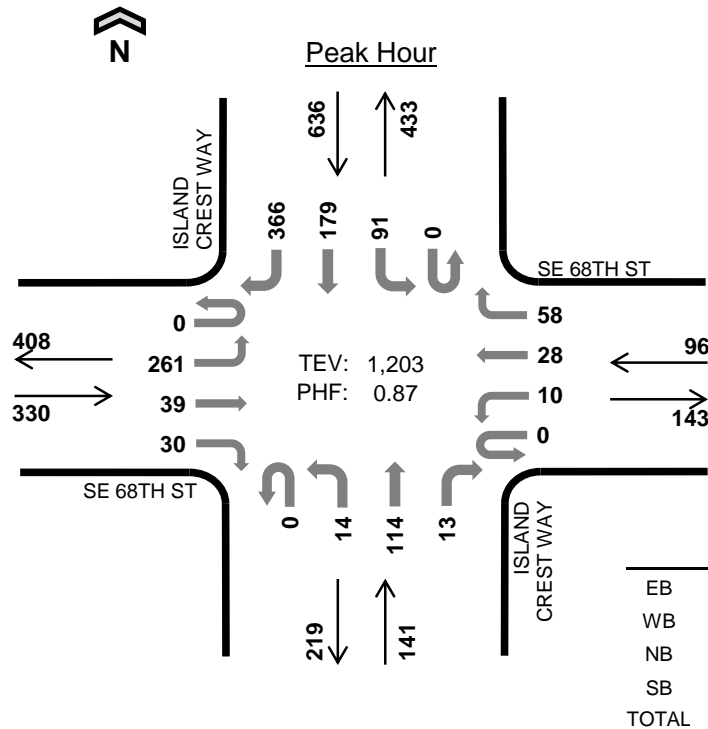 N
Peak Hour
636
433
ISLAND
CREST WAY
366
179
91
0
SE 68TH ST
0
58
408
261
TEV: 1,203
28
96
330
39
PHF: 0.87
10
143
30
0
SE 68TH ST
0
14
114
13
ISLAND
CREST WAY
219
141
EB
WB
NB
SB
TOTAL